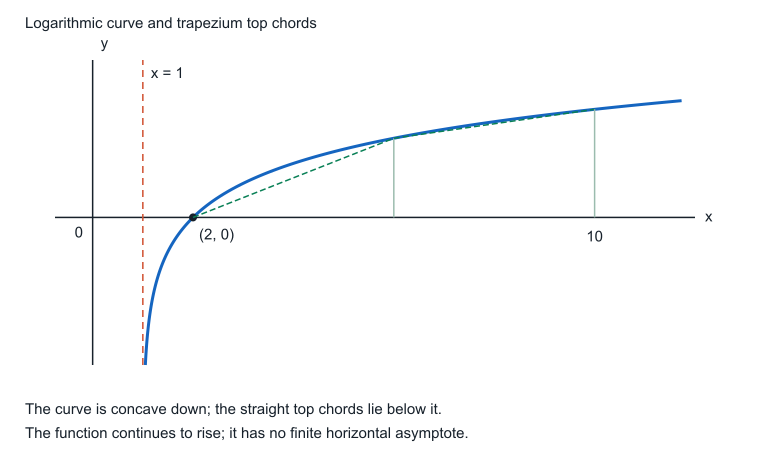 Logarithmic curve and trapezium top chords
y
x = 1
x
0
(2, 0)
10
The curve is concave down; the straight top chords lie below it.
The function continues to rise; it has no finite horizontal asymptote.